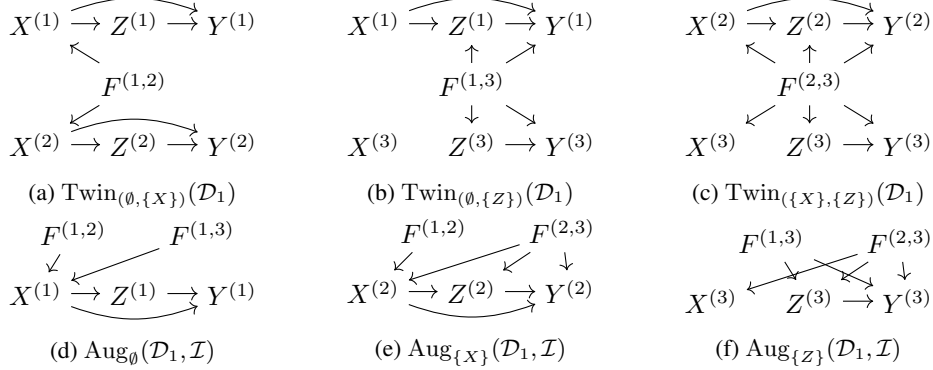 X^{(1)} Z^{(1)} Y^{(1)} X^{(1)} Z^{(1)} Y^{(1)} X^{(2)} Z^{(2)} Y^{(2)}
F^{(1,2)} F^{(1,3)} F^{(2,3)}
X^{(2)} Z^{(2)} Y^{(2)} X^{(3)} Z^{(3)} Y^{(3)} X^{(3)} Z^{(3)} Y^{(3)}
(a) Twin_{(∅,{X})}(𝒟_1) (b) Twin_{(∅,{Z})}(𝒟_1) (c) Twin_{({X},{Z})}(𝒟_1)
F^{(1,2)} F^{(1,3)} F^{(1,2)} F^{(2,3)} F^{(1,3)} F^{(2,3)}
X^{(1)} Z^{(1)} Y^{(1)} X^{(2)} Z^{(2)} Y^{(2)} X^{(3)} Z^{(3)} Y^{(3)}
(d) Aug_∅(𝒟_1, ℐ) (e) Aug_{{X}}(𝒟_1, ℐ) (f) Aug_{{Z}}(𝒟_1, ℐ)